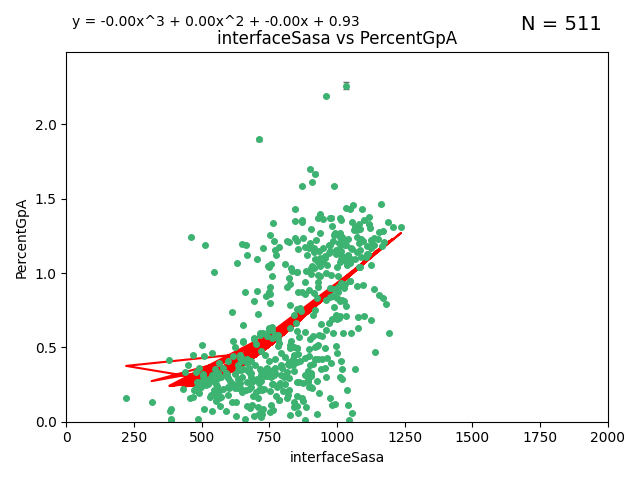 y = -0.00x^3 + 0.00x^2 + -0.00x + 0.93
N = 511
interfaceSasa vs PercentGpA
PercentGpA
2.0
1.5
1.0
0.5
0.0
0 250 500 750 1000 1250 1500 1750 2000
interfaceSasa